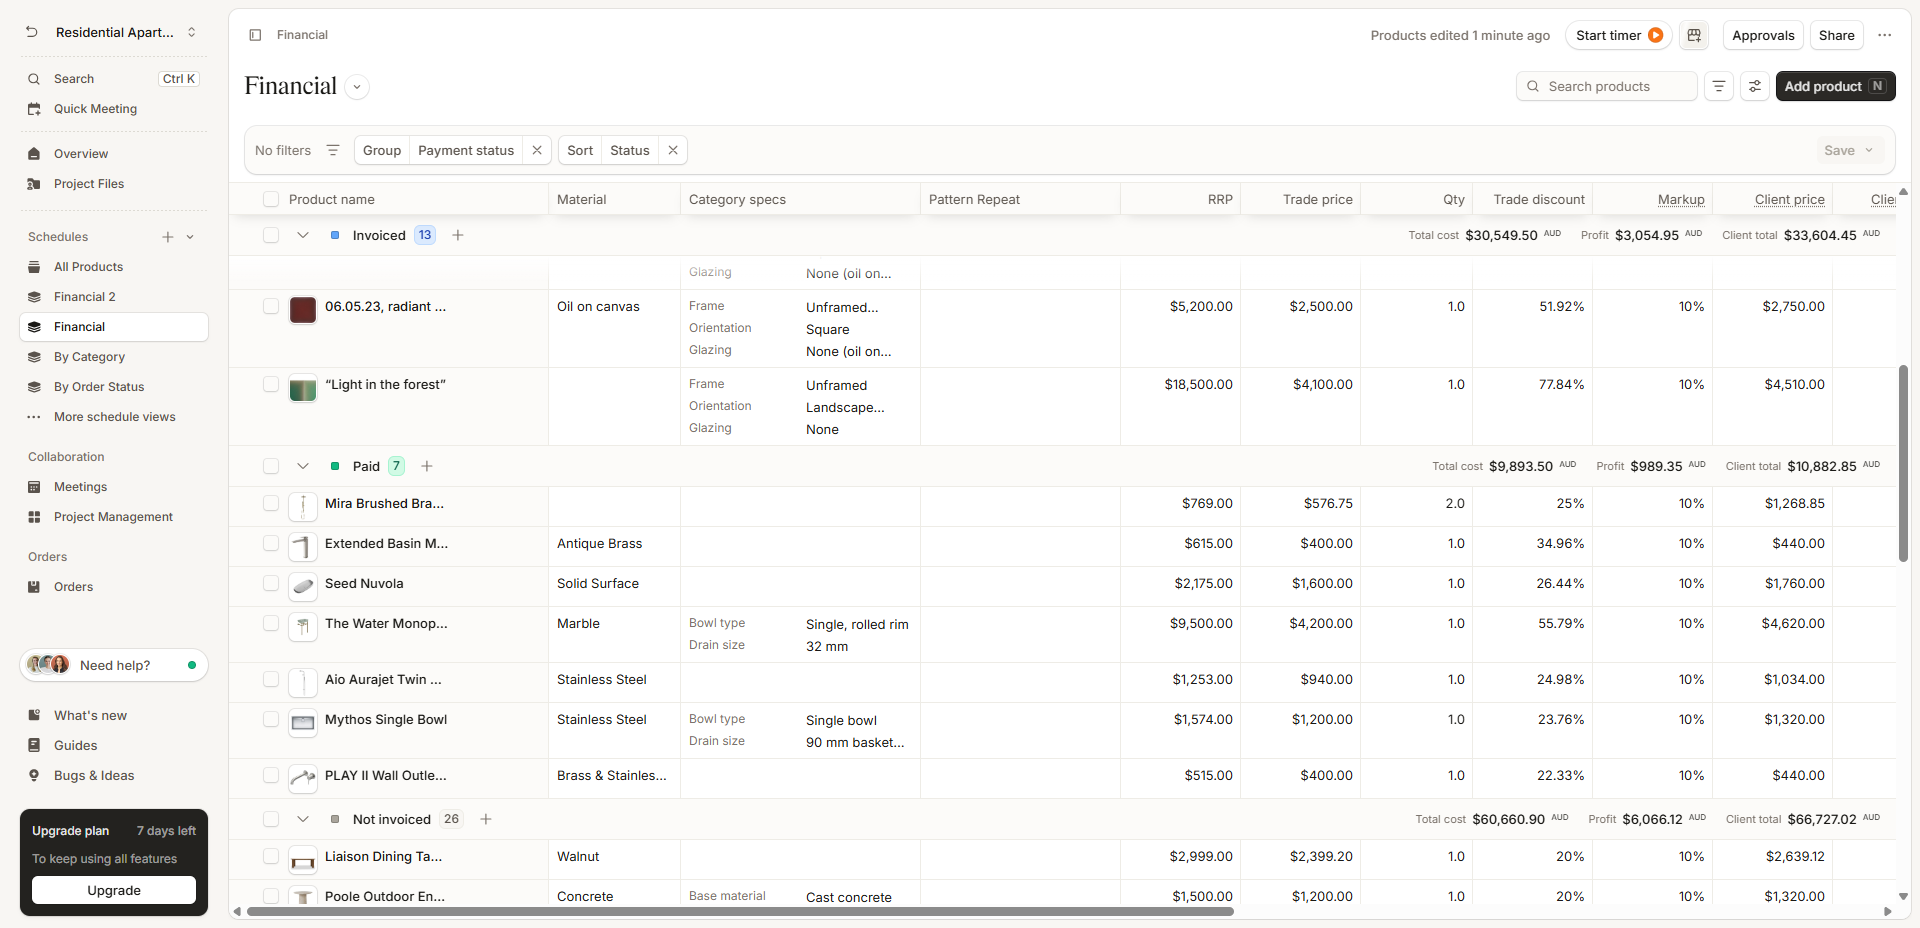 Residential Apart...
Search Ctrl K
Quick Meeting
Overview
Project Files
Schedules
All Products
Financial 2
Financial
By Category
By Order Status
More schedule views
Collaboration
Meetings
Project Management
Orders
Orders
Need help?
What's new
Guides
Bugs & Ideas
Upgrade plan 7 days left
To keep using all features
Upgrade
Financial Products edited 1 minute ago Start timer Approvals Share
Financial Search products Add product N
No filters Group Payment status Sort Status Save
Product name Material Category specs Pattern Repeat RRP Trade price Qty Trade discount Markup Client price Clie
Invoiced 13 Total cost $30,549.50 AUD Profit $3,054.95 AUD Client total $33,604.45 AUD
Glazing None (oil on...
06.05.23, radiant ... Oil on canvas Frame Unframed... $5,200.00 $2,500.00 1.0 51.92% 10% $2,750.00
Orientation Square
Glazing None (oil on...
“Light in the forest” Frame Unframed $18,500.00 $4,100.00 1.0 77.84% 10% $4,510.00
Orientation Landscape...
Glazing None
Paid 7 Total cost $9,893.50 AUD Profit $989.35 AUD Client total $10,882.85 AUD
Mira Brushed Bra... $769.00 $576.75 2.0 25% 10% $1,268.85
Extended Basin M... Antique Brass $615.00 $400.00 1.0 34.96% 10% $440.00
Seed Nuvola Solid Surface $2,175.00 $1,600.00 1.0 26.44% 10% $1,760.00
The Water Monop... Marble Bowl type Single, rolled rim $9,500.00 $4,200.00 1.0 55.79% 10% $4,620.00
Drain size 32 mm
Aio Aurajet Twin ... Stainless Steel $1,253.00 $940.00 1.0 24.98% 10% $1,034.00
Mythos Single Bowl Stainless Steel Bowl type Single bowl $1,574.00 $1,200.00 1.0 23.76% 10% $1,320.00
Drain size 90 mm basket...
PLAY II Wall Outle... Brass & Stainles... $515.00 $400.00 1.0 22.33% 10% $440.00
Not invoiced 26 Total cost $60,660.90 AUD Profit $6,066.12 AUD Client total $66,727.02 AUD
Liaison Dining Ta... Walnut $2,999.00 $2,399.20 1.0 20% 10% $2,639.12
Poole Outdoor En... Concrete Base material Cast concrete $1,500.00 $1,200.00 1.0 20% 10% $1,320.00